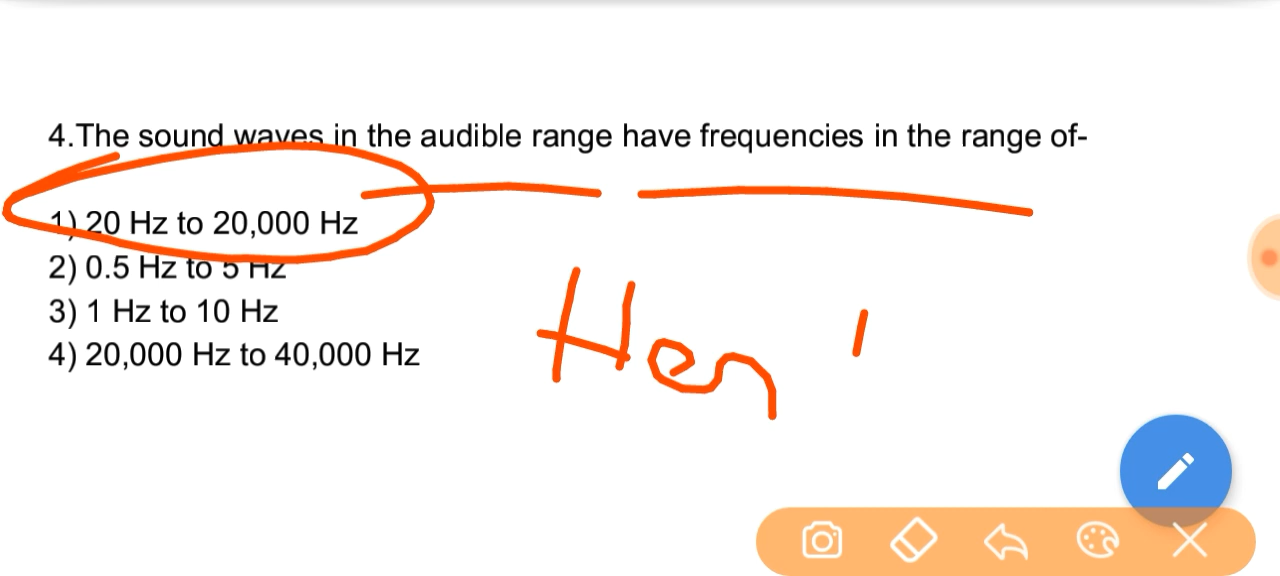 4.The sound waves in the audible range have frequencies in the range of-
1) 20 Hz to 20,000 Hz
2) 0.5 Hz to 5 Hz
3) 1 Hz to 10 Hz
4) 20,000 Hz to 40,000 Hz
Hen '